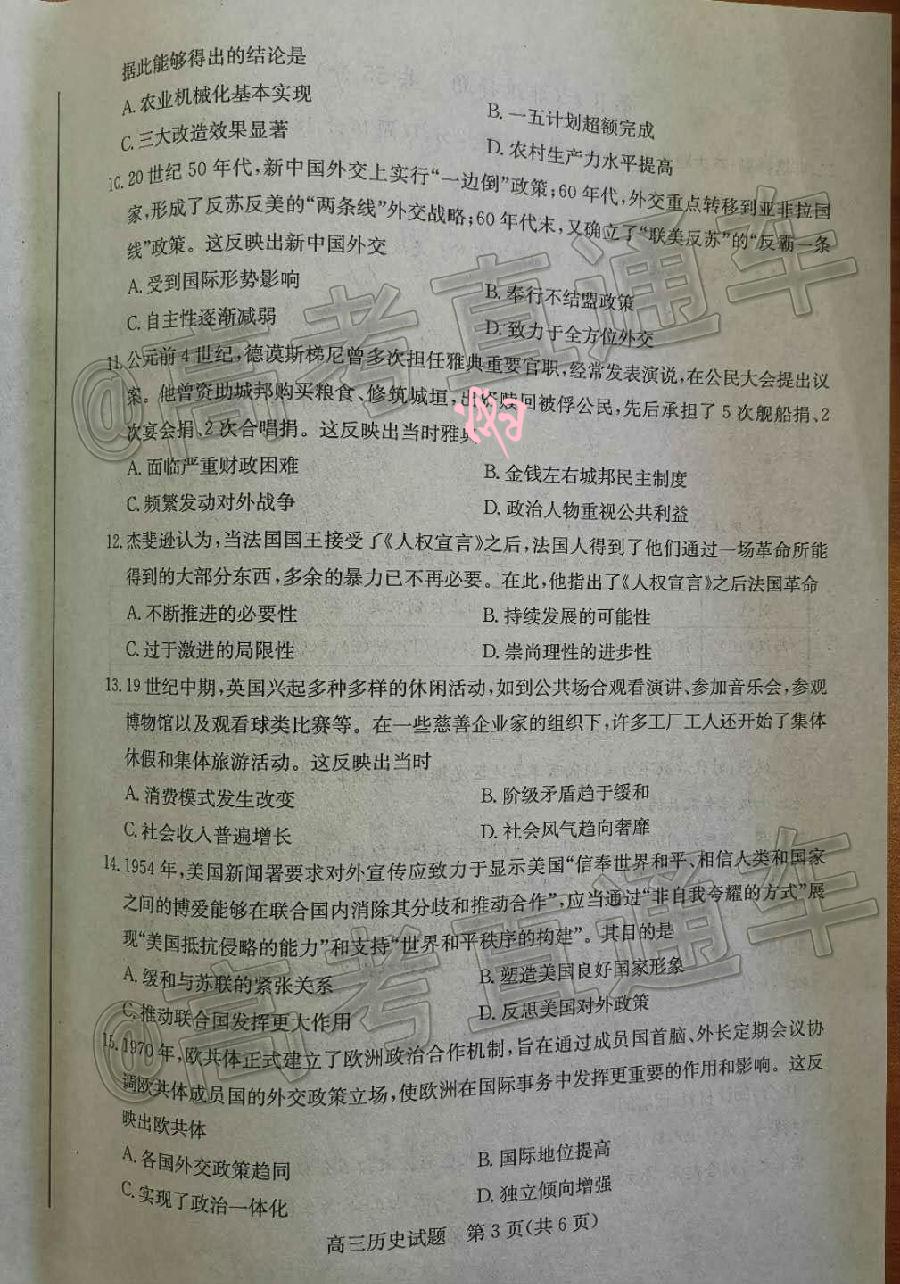 据此能够得出的结论是
A.农业机械化基本实现 B.一五计划超额完成
C.三大改造效果显著 D.农村生产力水平提高
10.20世纪50年代,新中国外交上实行“一边倒”政策;60年代,外交重点转移到亚非拉国
家,形成了反苏反美的“两条线”外交战略;60年代末,又确立了“联美反苏”的“反霸一条
线”政策。这反映出新中国外交
A.受到国际形势影响 B.奉行不结盟政策
C.自主性逐渐减弱 D.致力于全方位外交
11.公元前4世纪,德谟斯梯尼曾多次担任雅典重要官职,经常发表演说,在公民大会提出议
案。他曾资助城邦购买粮食、修筑城垣,出资赎回被俘公民,先后承担了5次舰船捐、2
次宴会捐、2次合唱捐。这反映出当时雅典
A.面临严重财政困难 B.金钱左右城邦民主制度
C.频繁发动对外战争 D.政治人物重视公共利益
12.杰斐逊认为,当法国国王接受了《人权宣言》之后,法国人得到了他们通过一场革命所能
得到的大部分东西,多余的暴力已不再必要。在此,他指出了《人权宣言》之后法国革命
A.不断推进的必要性 B.持续发展的可能性
C.过于激进的局限性 D.崇尚理性的进步性
13.19世纪中期,英国兴起多种多样的休闲活动,如到公共场合观看演讲、参加音乐会,参观
博物馆以及观看球类比赛等。在一些慈善企业家的组织下,许多工厂工人还开始了集体
休假和集体旅游活动。这反映出当时
A.消费模式发生改变 B.阶级矛盾趋于缓和
C.社会收入普遍增长 D.社会风气趋向奢靡
14.1954年,美国新闻署要求对外宣传应致力于显示美国“信奉世界和平、相信人类和国家
之间的博爱能够在联合国内消除其分歧和推动合作”,应当通过“非自我夸耀的方式”展
现“美国抵抗侵略的能力”和支持“世界和平秩序的构建”。其目的是
A.缓和与苏联的紧张关系 B.塑造美国良好国家形象
C.推动联合国发挥更大作用 D.反思美国对外政策
15.1970年,欧共体正式建立了欧洲政治合作机制,旨在通过成员国首脑、外长定期会议协
调欧共体成员国的外交政策立场,使欧洲在国际事务中发挥更重要的作用和影响。这反
映出欧共体
A.各国外交政策趋同 B.国际地位提高
C.实现了政治一体化 D.独立倾向增强
高三历史试题 第3页(共6页)
@高考直通车
@高考直通车